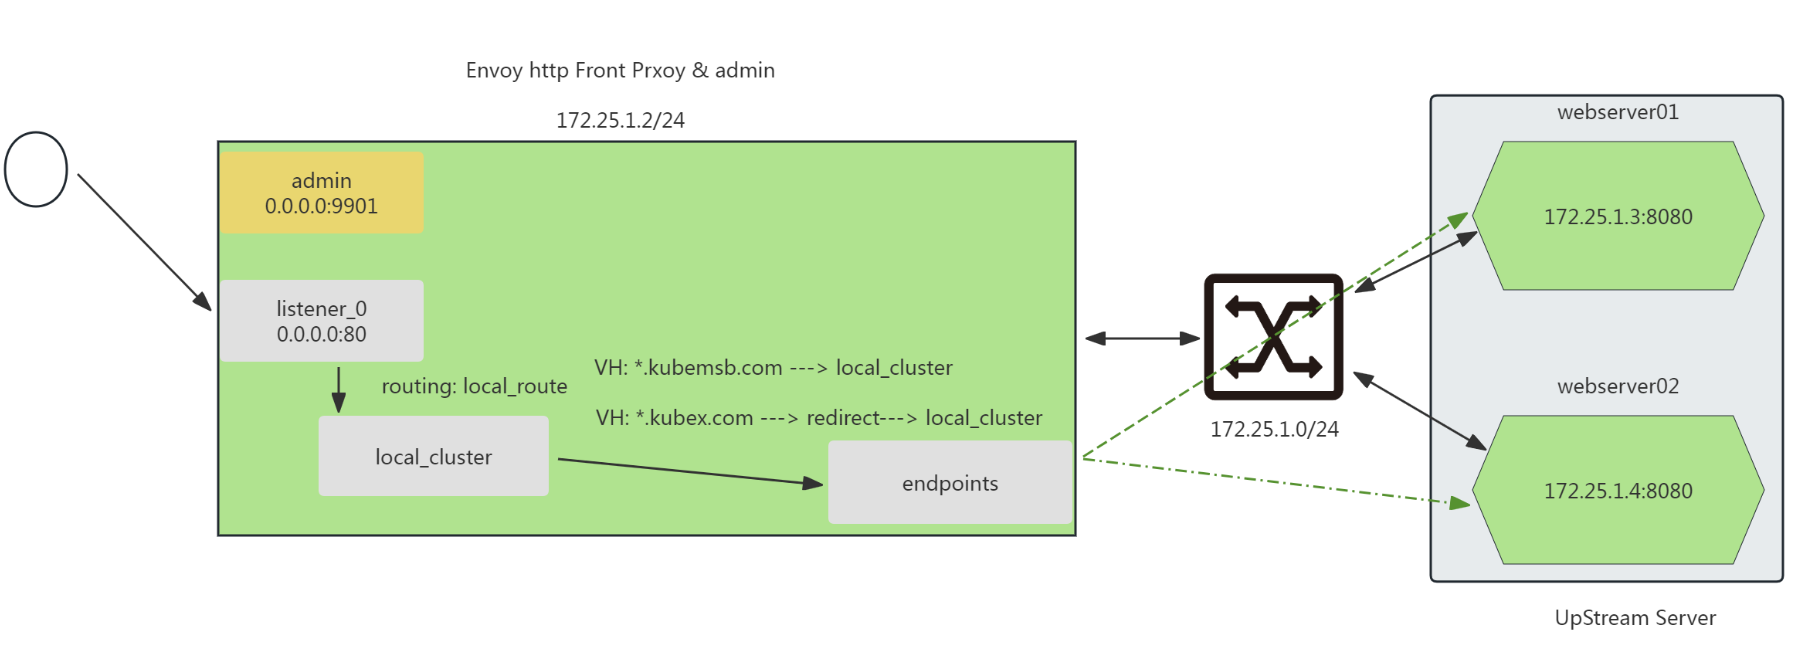 Envoy http Front Prxoy & admin
172.25.1.2/24
admin
0.0.0.0:9901
listener_0
0.0.0.0:80
routing: local_route
VH: *.kubemsb.com ---> local_cluster
VH: *.kubex.com ---> redirect---> local_cluster
local_cluster
endpoints
172.25.1.0/24
webserver01
172.25.1.3:8080
webserver02
172.25.1.4:8080
UpStream Server